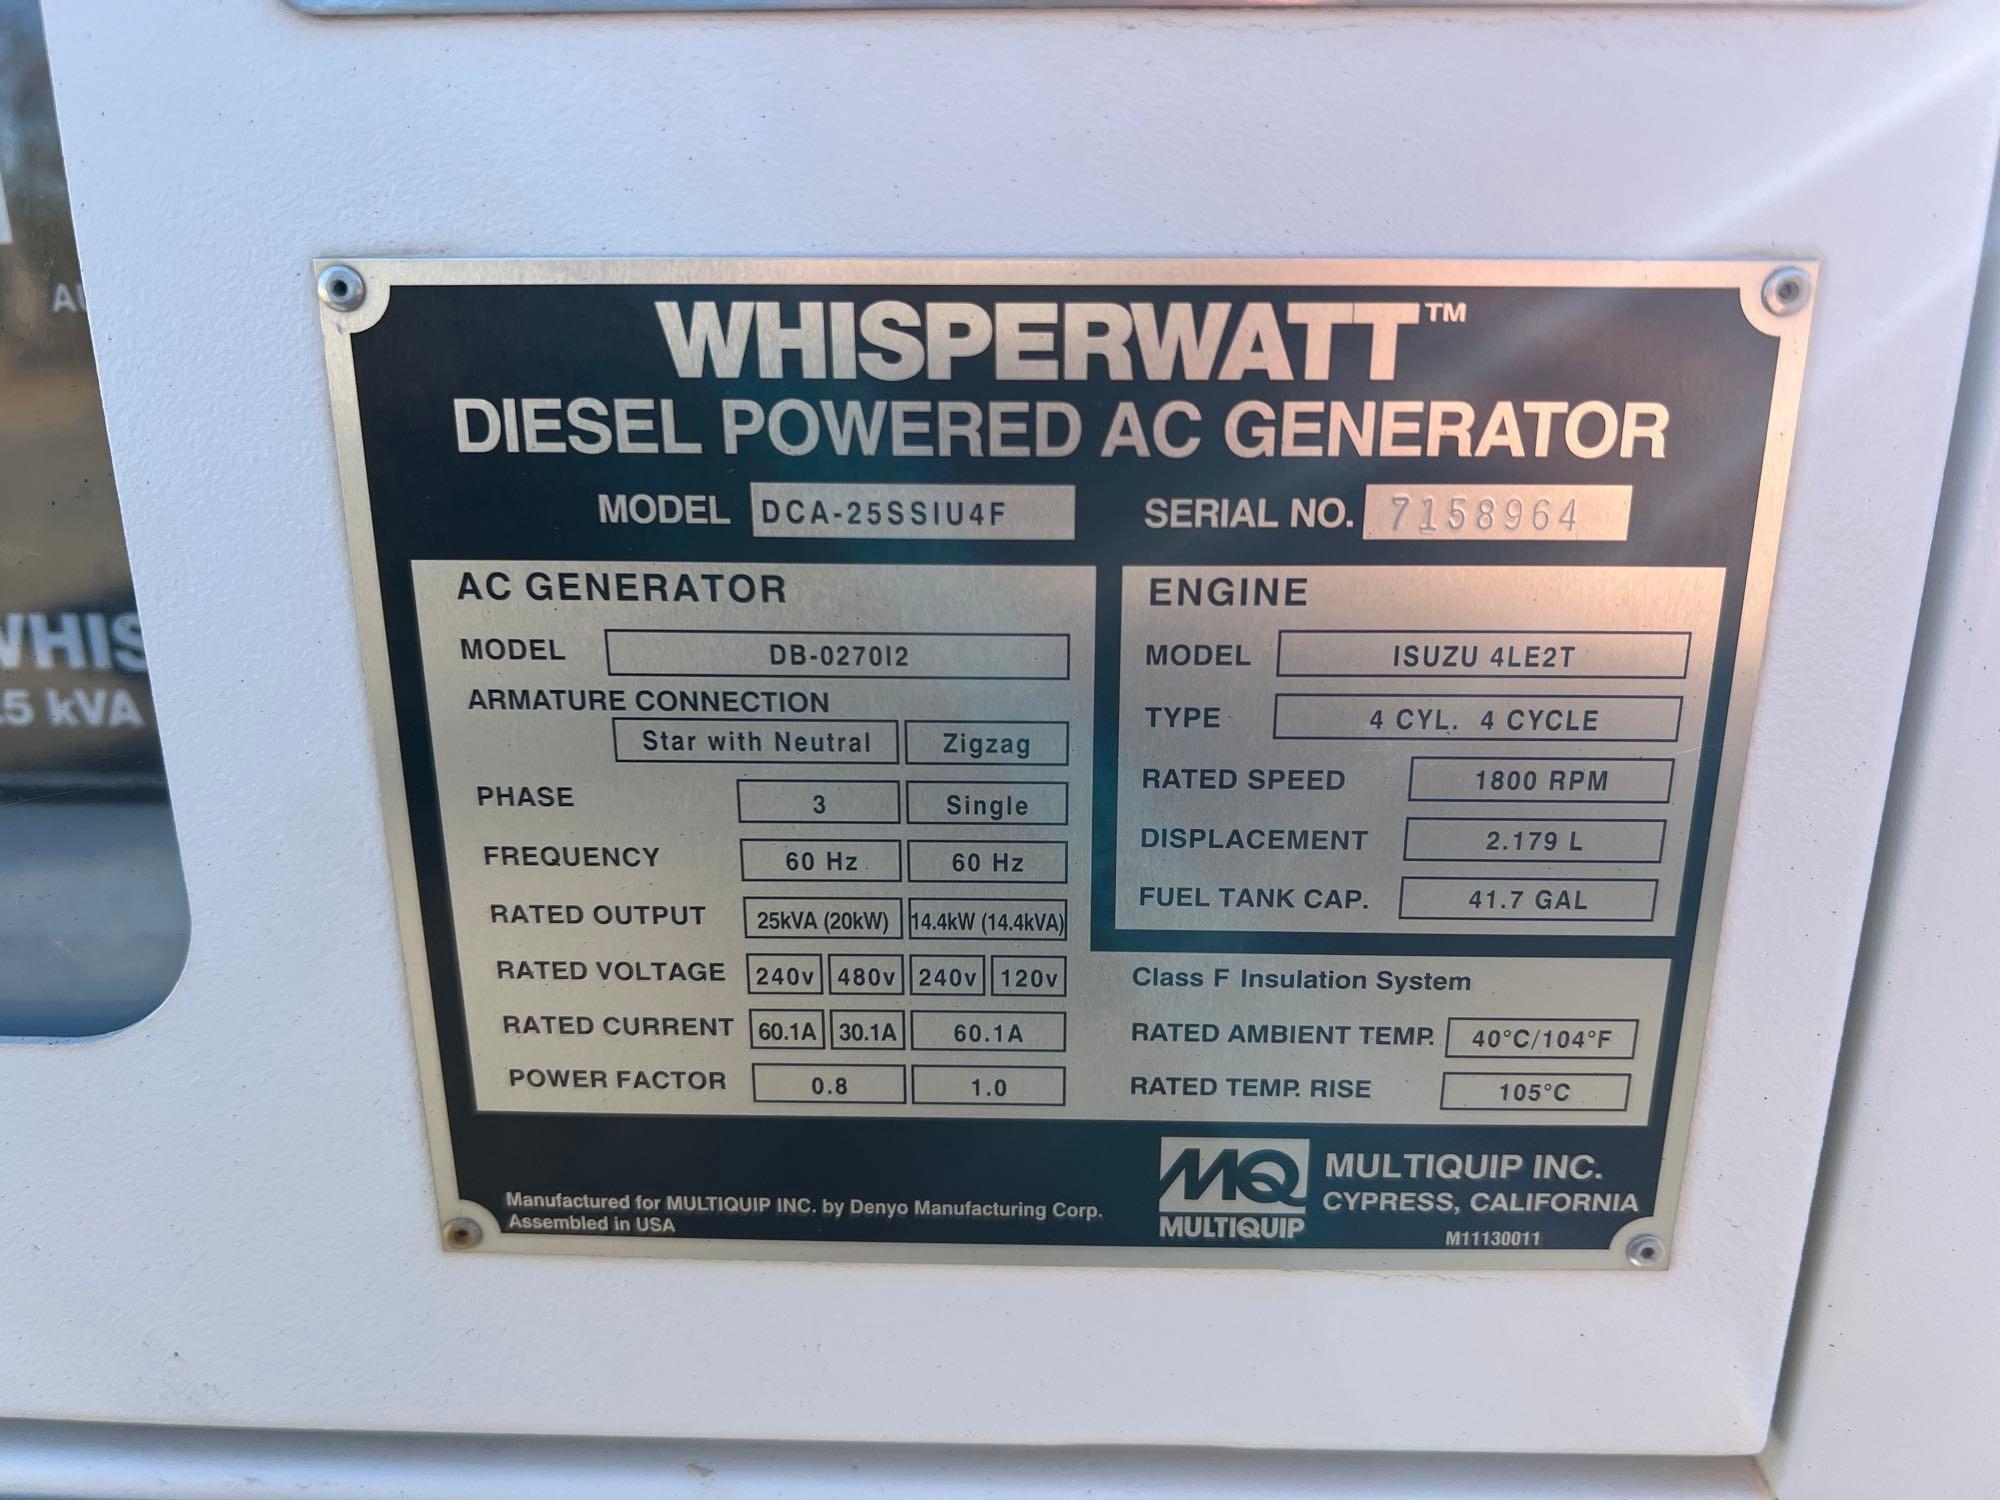 WHISPERWATT™
DIESEL POWERED AC GENERATOR
MODEL DCA-25SSIU4F SERIAL NO. 7158964
AC GENERATOR
MODEL DB-0270I2
ARMATURE CONNECTION
Star with Neutral Zigzag
PHASE 3 Single
FREQUENCY 60 Hz 60 Hz
RATED OUTPUT 25kVA (20kW) 14.4kW (14.4kVA)
RATED VOLTAGE 240v 480v 240v 120v
RATED CURRENT 60.1A 30.1A 60.1A
POWER FACTOR 0.8 1.0
ENGINE
MODEL ISUZU 4LE2T
TYPE 4 CYL. 4 CYCLE
RATED SPEED 1800 RPM
DISPLACEMENT 2.179 L
FUEL TANK CAP. 41.7 GAL
Class F Insulation System
RATED AMBIENT TEMP. 40°C/104°F
RATED TEMP. RISE 105°C
Manufactured for MULTIQUIP INC. by Denyo Manufacturing Corp.
Assembled in USA
MQ
MULTIQUIP
MULTIQUIP INC.
CYPRESS, CALIFORNIA
M11130011
kVA